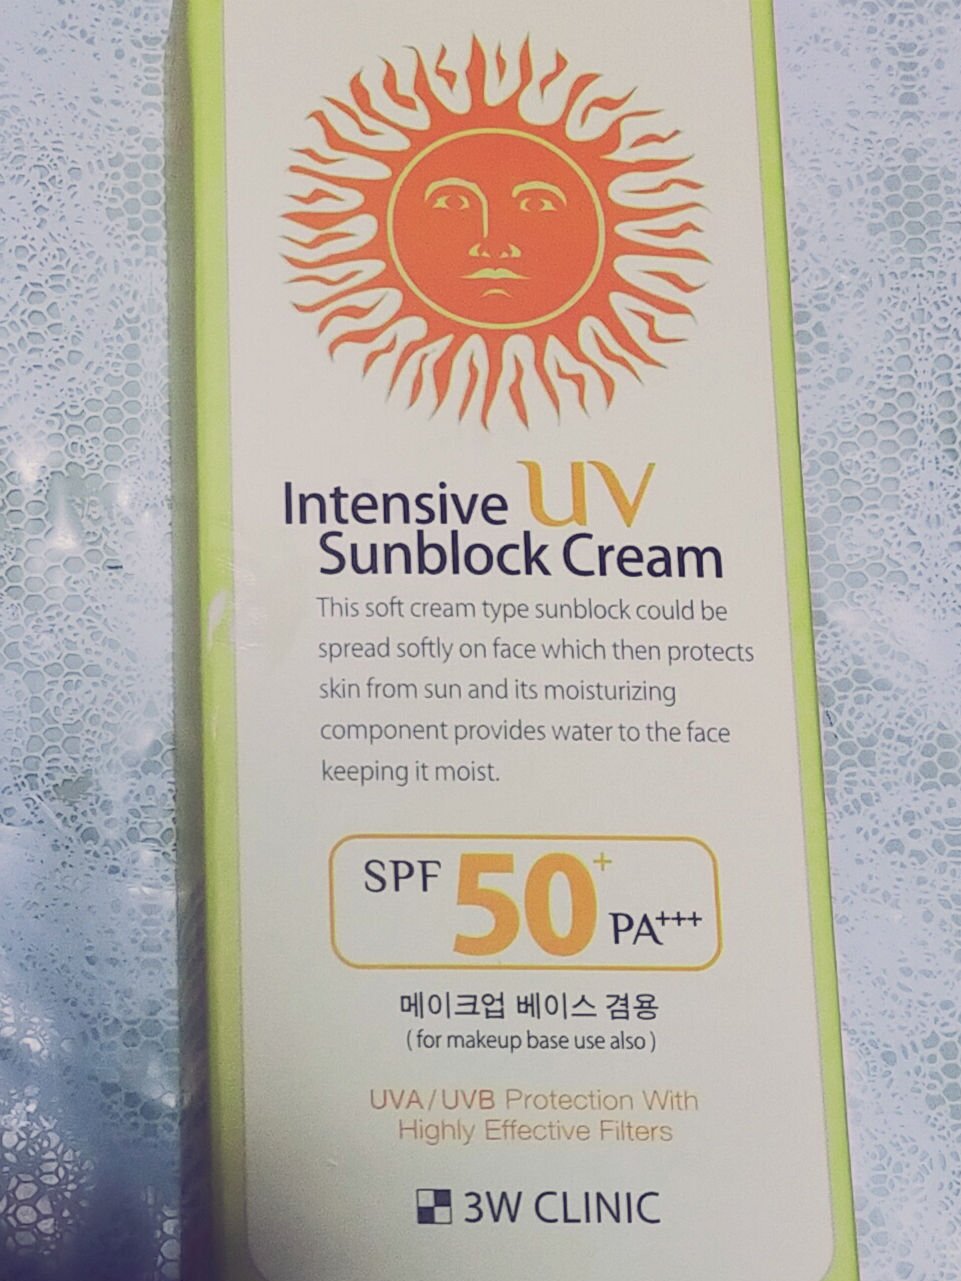 Intensive UV
Sunblock Cream
This soft cream type sunblock could be
spread softly on face which then protects
skin from sun and its moisturizing
component provides water to the face
keeping it moist.
SPF 50+ PA+++
메이크업 베이스 겸용
( for makeup base use also )
UVA/UVB Protection With
Highly Effective Filters
3W CLINIC